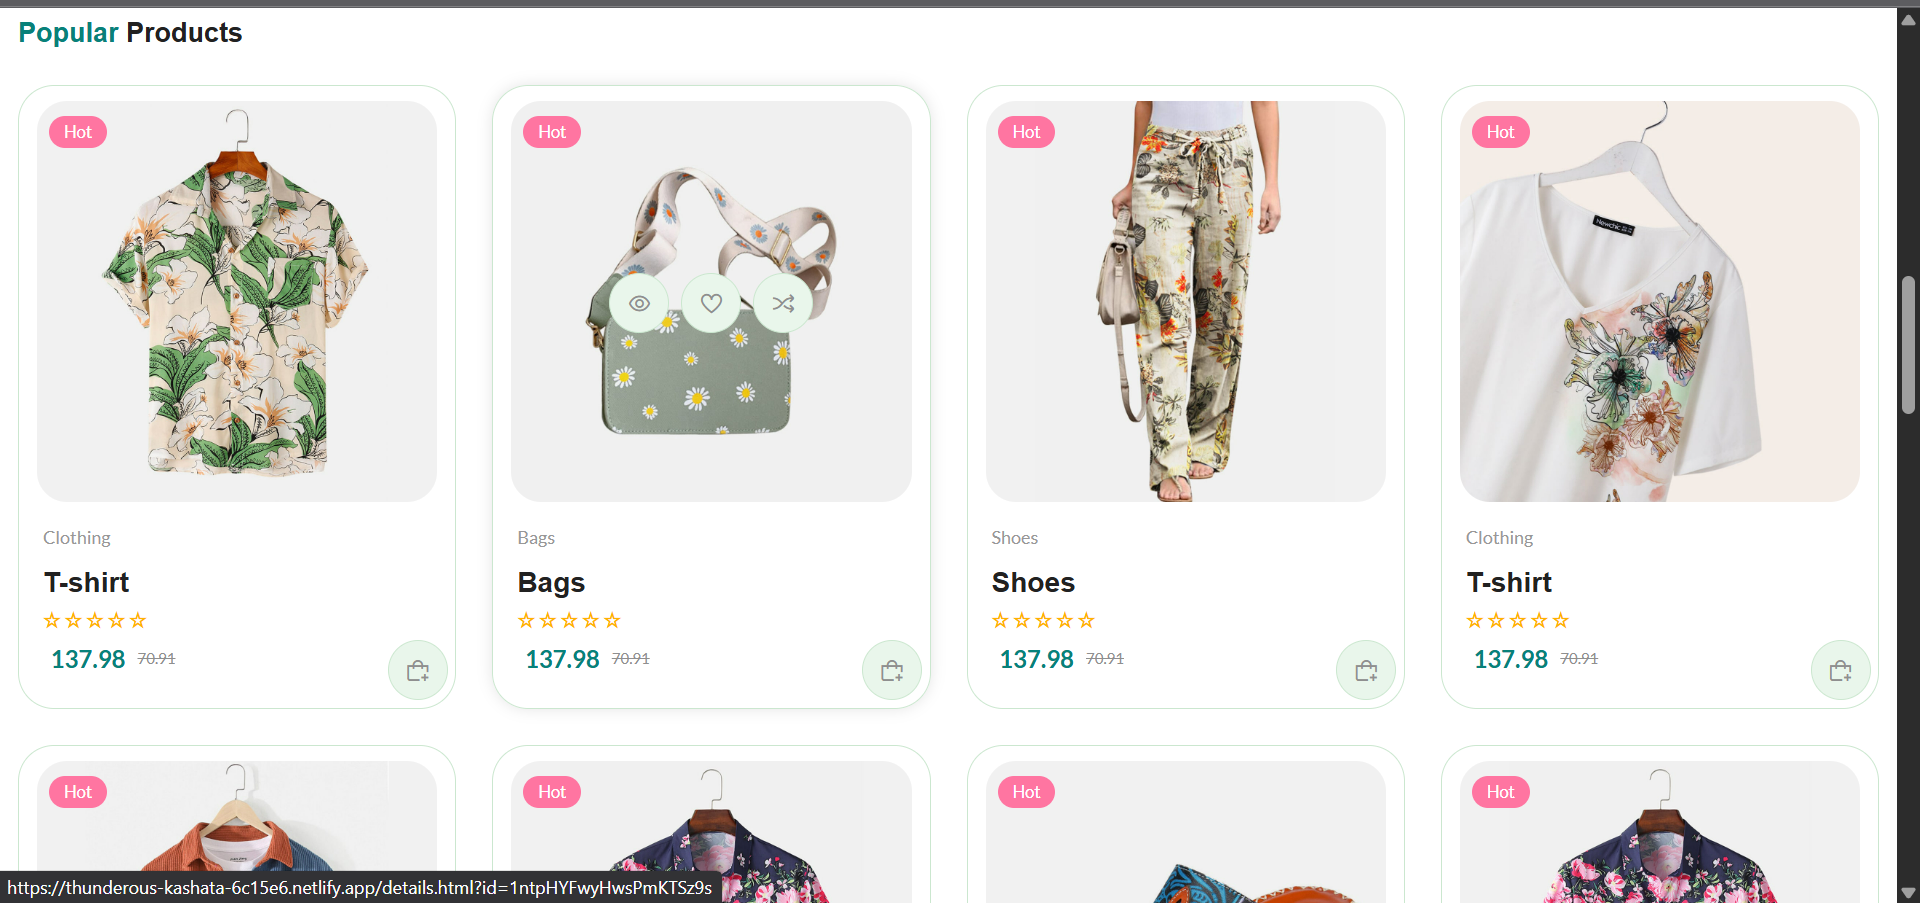 Popular Products
Hot
Hot
Hot
Hot
Newchic
Clothing
Bags
Shoes
Clothing
T-shirt
Bags
Shoes
T-shirt
137.98 70.91
137.98 70.91
137.98 70.91
137.98 70.91
Hot
Hot
Hot
Hot
https://thunderous-kashata-6c15e6.netlify.app/details.html?id=1ntpHYFwyHwsPmKTSz9s